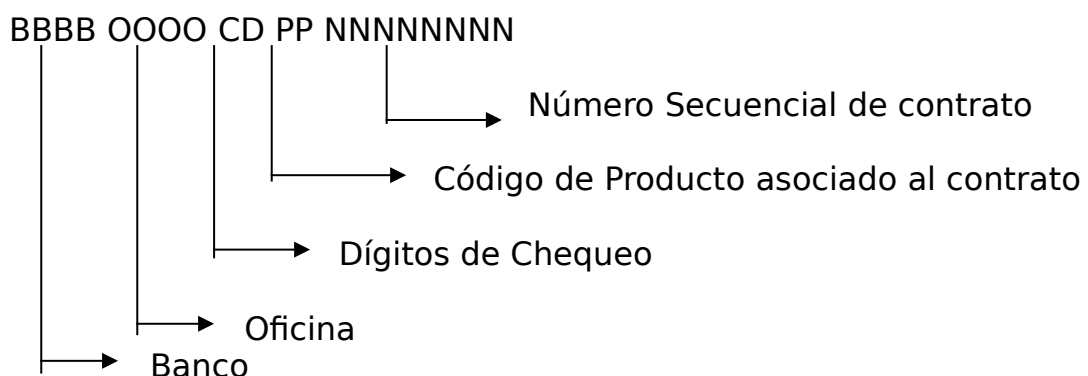 BBBB OOOO CD PP NNNNNNNN
Número Secuencial de contrato
Código de Producto asociado al contrato
Dígitos de Chequeo
Oficina
Banco